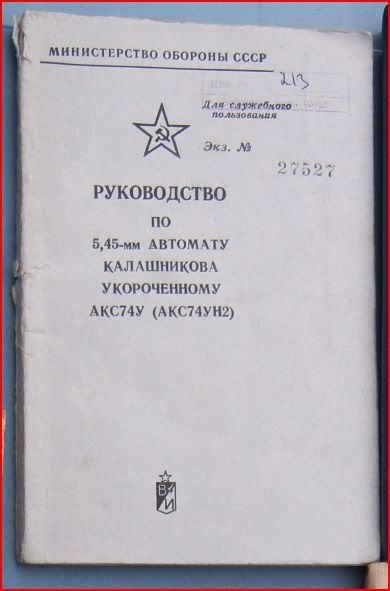 МИНИСТЕРСТВО ОБОРОНЫ СССР
213
Для служебного
пользования
Экз. №
27527
РУКОВОДСТВО
ПО
5,45-мм АВТОМАТУ
КАЛАШНИКОВА
УКОРОЧЕННОМУ
АКС74У (АКС74УН2)
ВИ